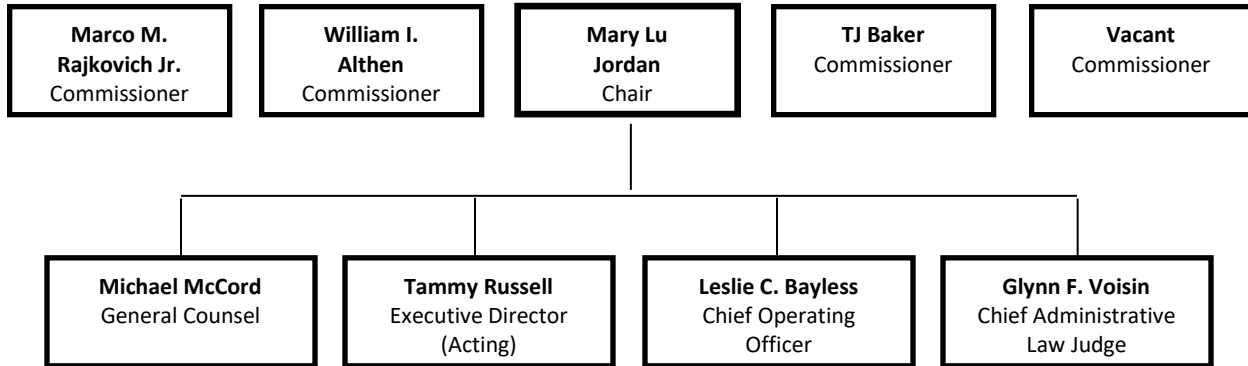 Marco M.
Rajkovich Jr.
Commissioner
William I.
Althen
Commissioner
Mary Lu
Jordan
Chair
TJ Baker
Commissioner
Vacant
Commissioner
Michael McCord
General Counsel
Tammy Russell
Executive Director
(Acting)
Leslie C. Bayless
Chief Operating
Officer
Glynn F. Voisin
Chief Administrative
Law Judge